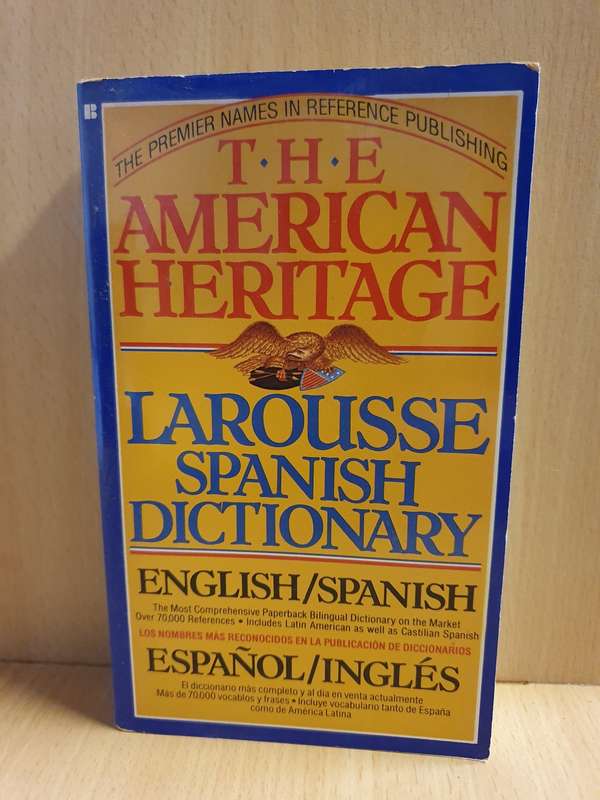 B
THE PREMIER NAMES IN REFERENCE PUBLISHING
T·H·E
AMERICAN
HERITAGE
LAROUSSE
SPANISH
DICTIONARY
ENGLISH/SPANISH
The Most Comprehensive Paperback Bilingual Dictionary on the Market
Over 70,000 References • Includes Latin American as well as Castilian Spanish
LOS NOMBRES MÁS RECONOCIDOS EN LA PUBLICACIÓN DE DICCIONARIOS
ESPAÑOL/INGLÉS
El diccionario más completo y al día en venta actualmente
Más de 70.000 vocablos y frases • Incluye vocabulario tanto de España
como de América Latina